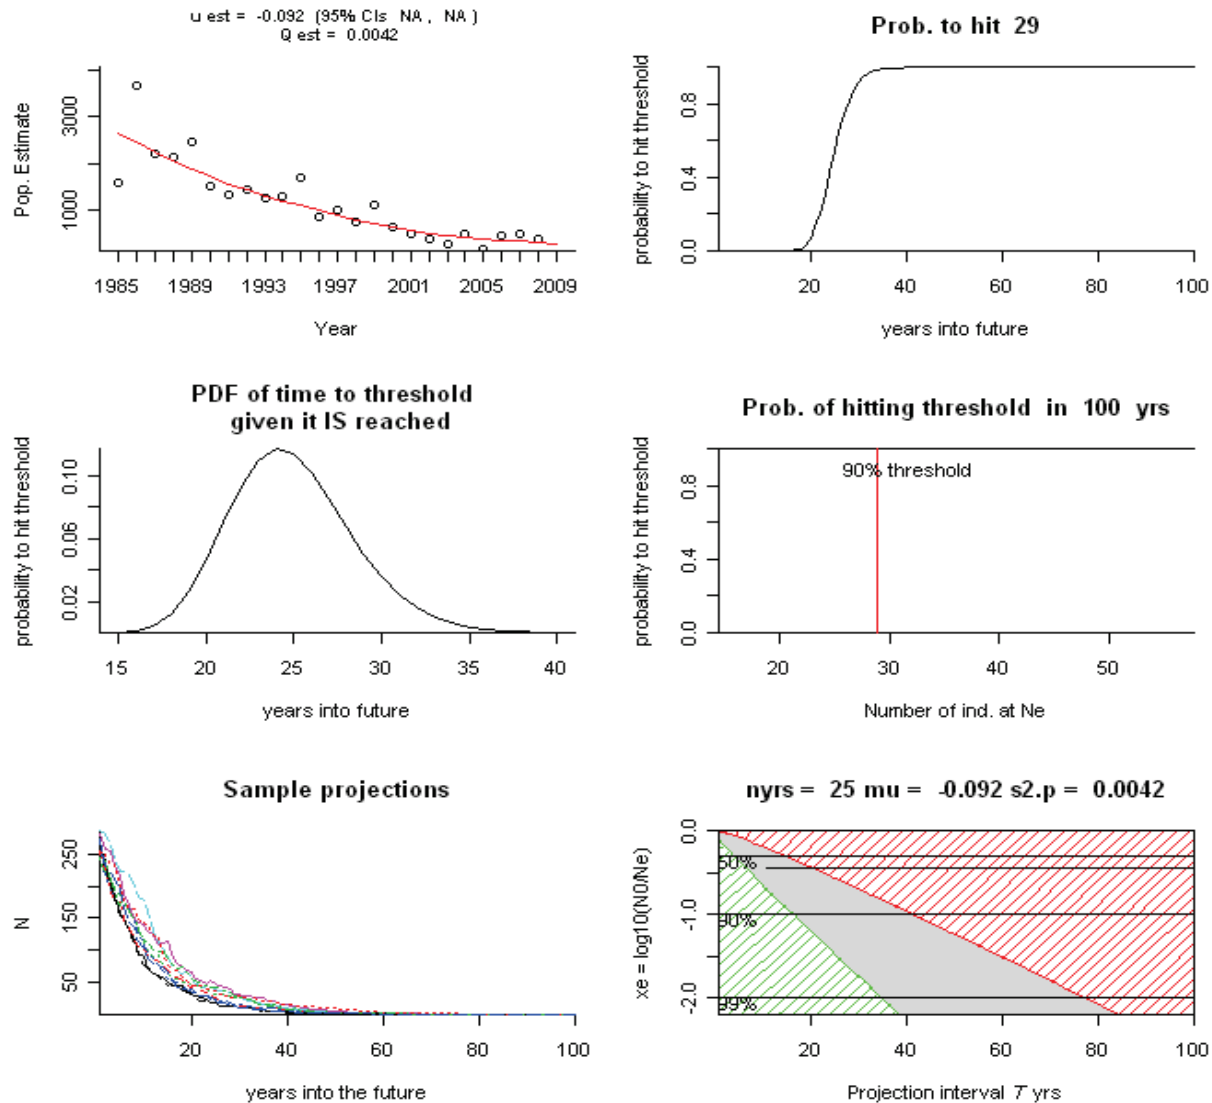 u est = -0.092 (95% CIs NA , NA )
Q est = 0.0042
Pop. Estimate
3000
1000
1985 1989 1993 1997 2001 2005 2009
Year
Prob. to hit 29
probability to hit threshold
0.8
0.4
0.0
20 40 60 80 100
years into future
PDF of time to threshold
given it IS reached
probability to hit threshold
0.10
0.06
0.02
15 20 25 30 35 40
years into future
Prob. of hitting threshold in 100 yrs
probability to hit threshold
90% threshold
0.8
0.4
0.0
20 30 40 50
Number of ind. at Ne
Sample projections
N
250
150
50
20 40 60 80 100
years into the future
nyrs = 25 mu = -0.092 s2.p = 0.0042
xe = log10(N0/Ne)
0.0
-1.0
-2.0
50%
90%
99%
20 40 60 80 100
Projection interval T yrs